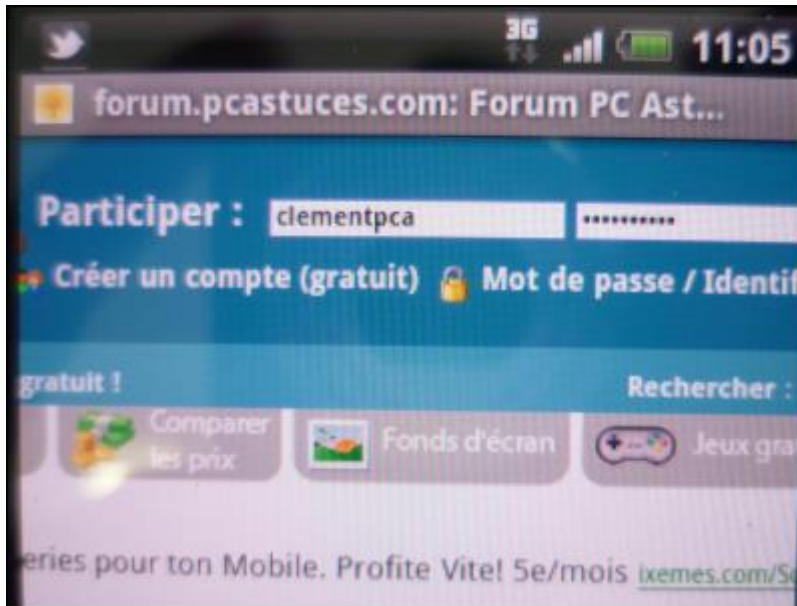 3G 11:05
forum.pcastuces.com: Forum PC Ast...
Participer : clementpca ••••••••••
Créer un compte (gratuit) Mot de passe / Identif
gratuit ! Rechercher :
Comparer les prix
Fonds d'écran
Jeux gra
eries pour ton Mobile. Profite Vite! 5e/mois ixemes.com/So